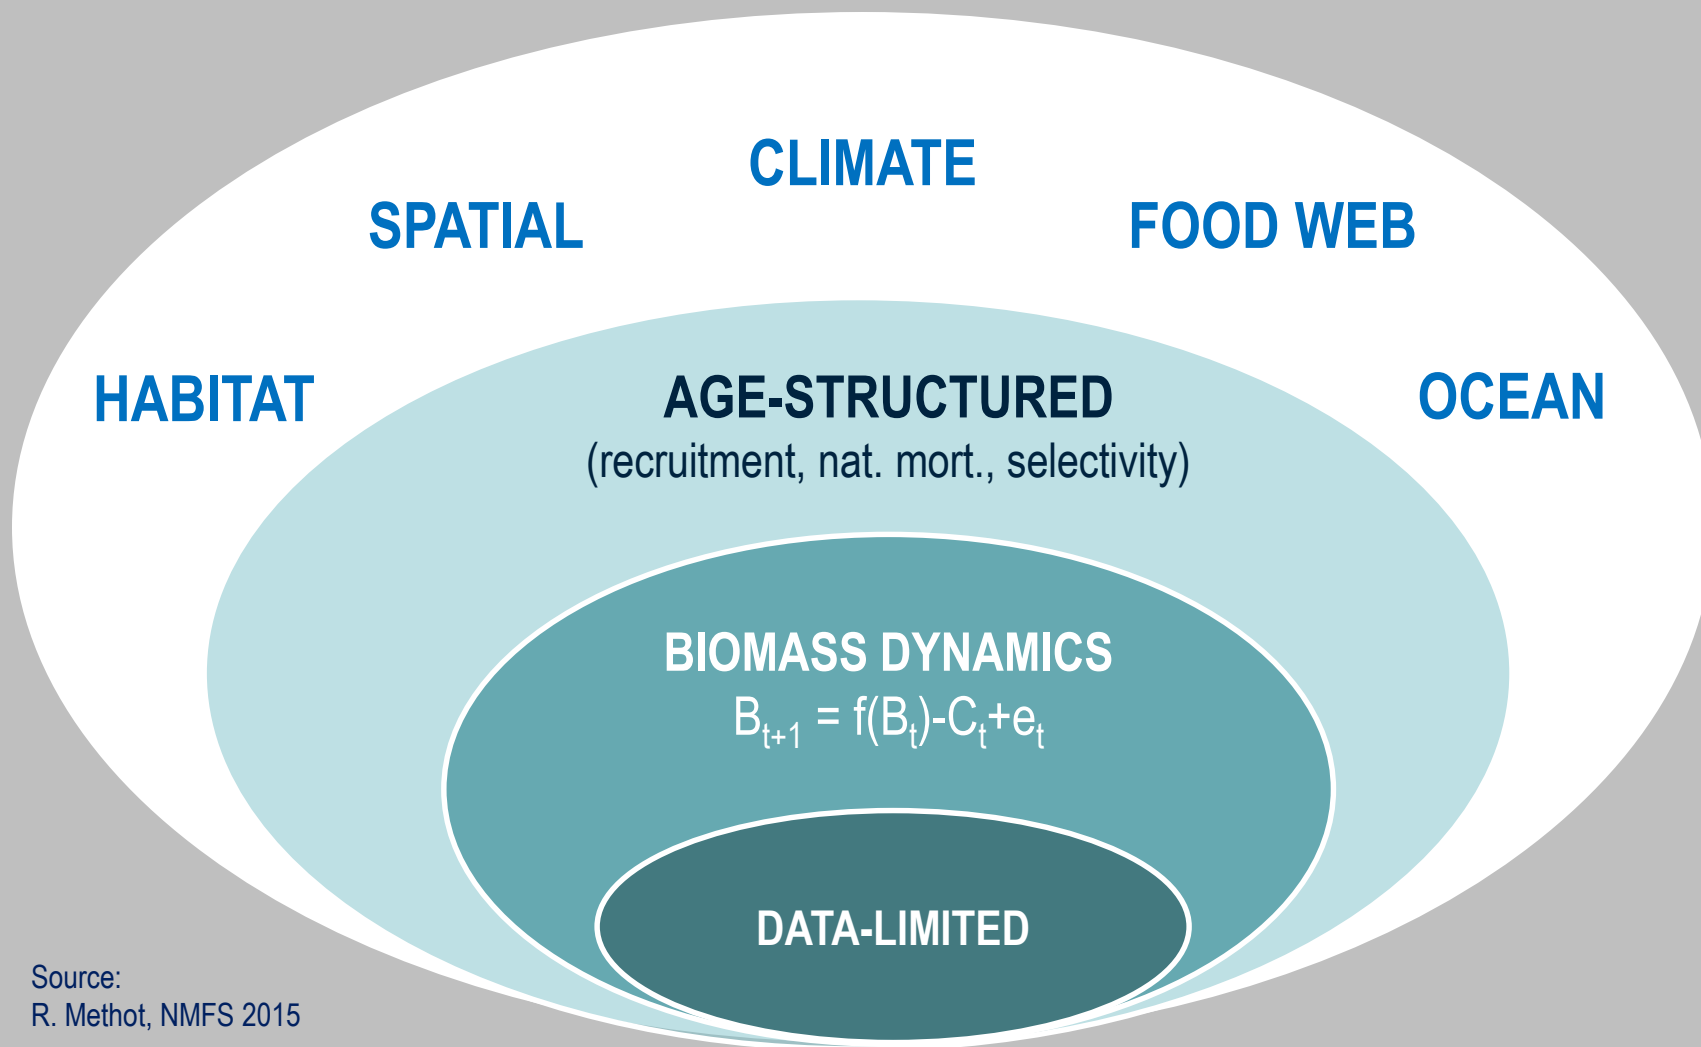 CLIMATE
SPATIAL
FOOD WEB
HABITAT
AGE-STRUCTURED
OCEAN
(recruitment, nat. mort., selectivity)
BIOMASS DYNAMICS
Bₜ₊₁ = f(Bₜ)-Cₜ+eₜ
DATA-LIMITED
Source:
R. Methot, NMFS 2015